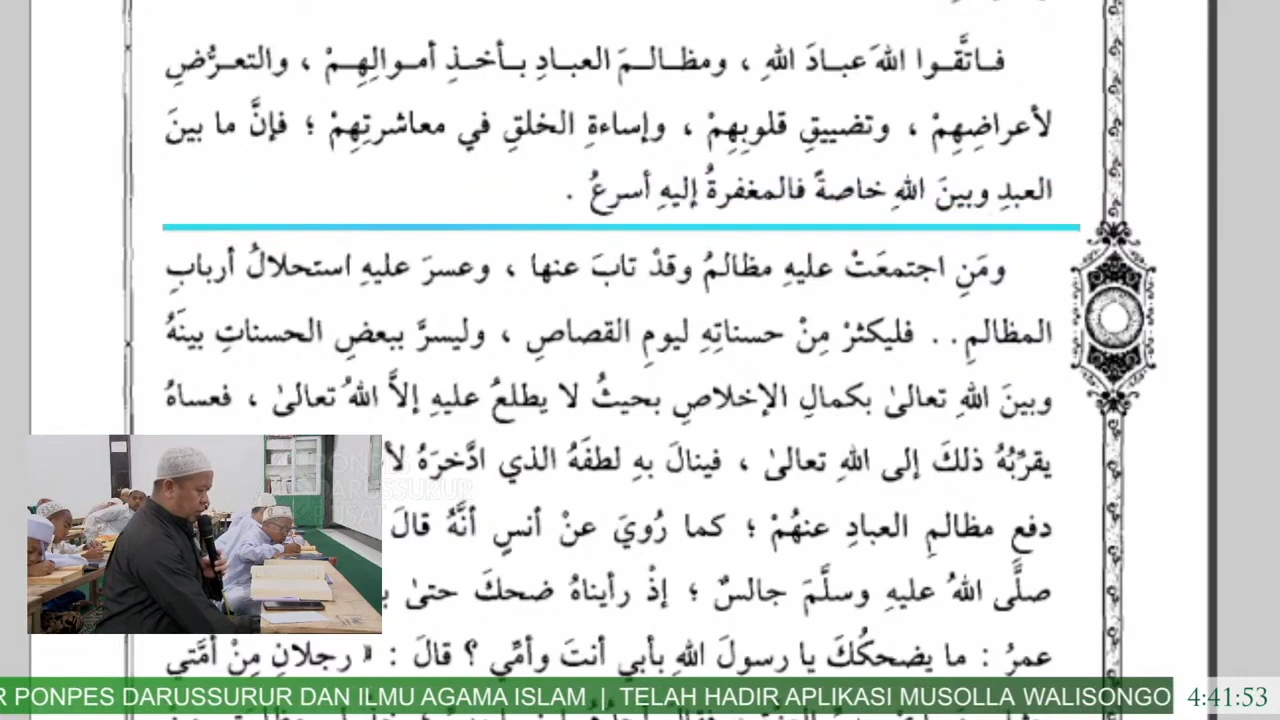 فاتَّقوا اللهَ عبادَ اللهِ ، ومظالمَ العبادِ بأخذِ أموالِهِمْ ، والتعرُّضِ
لأعراضِهِمْ ، وتضييقِ قلوبِهِمْ ، وإساءةِ الخلقِ في معاشرتِهِمْ ؛ فإنَّ ما بينَ
العبدِ وبينَ اللهِ خاصةً فالمغفرةُ إليهِ أسرعُ .
ومَنِ اجتمعَتْ عليهِ مظالمُ وقدْ تابَ عنها ، وعسرَ عليهِ استحلالُ أربابِ
المظالمِ . . فليكثرْ مِنْ حسناتِهِ ليومِ القصاصِ ، وليسرَّ ببعضِ الحسناتِ بينَهُ
وبينَ اللهِ تعالىٰ بكمالِ الإخلاصِ بحيثُ لا يطلعُ عليهِ إلاَّ اللهُ تعالىٰ ، فعساهُ
يقرِّبُهُ ذلكَ إلى اللهِ تعالىٰ ، فينالَ بهِ لطفَهُ الذي ادَّخرَهُ
دفعِ مظالمِ العبادِ عنهُمْ ؛ كما رُويَ عنْ أنسٍ أنَّهُ قالَ
صلَّى اللهُ عليهِ وسلَّمَ جالسٌ ؛ إذْ رأيناهُ ضحكَ حتىٰ
عمرُ : ما يضحكُكَ يا رسولَ اللهِ بأبي أنتَ وأمِّي ؟ قالَ : « رجلانِ مِنْ أمَّتي
PONPES
DARUSSURUR
PUSAT
R PONPES DARUSSURUR DAN ILMU AGAMA ISLAM | TELAH HADIR APLIKASI MUSOLLA WALISONGO
4:41:53